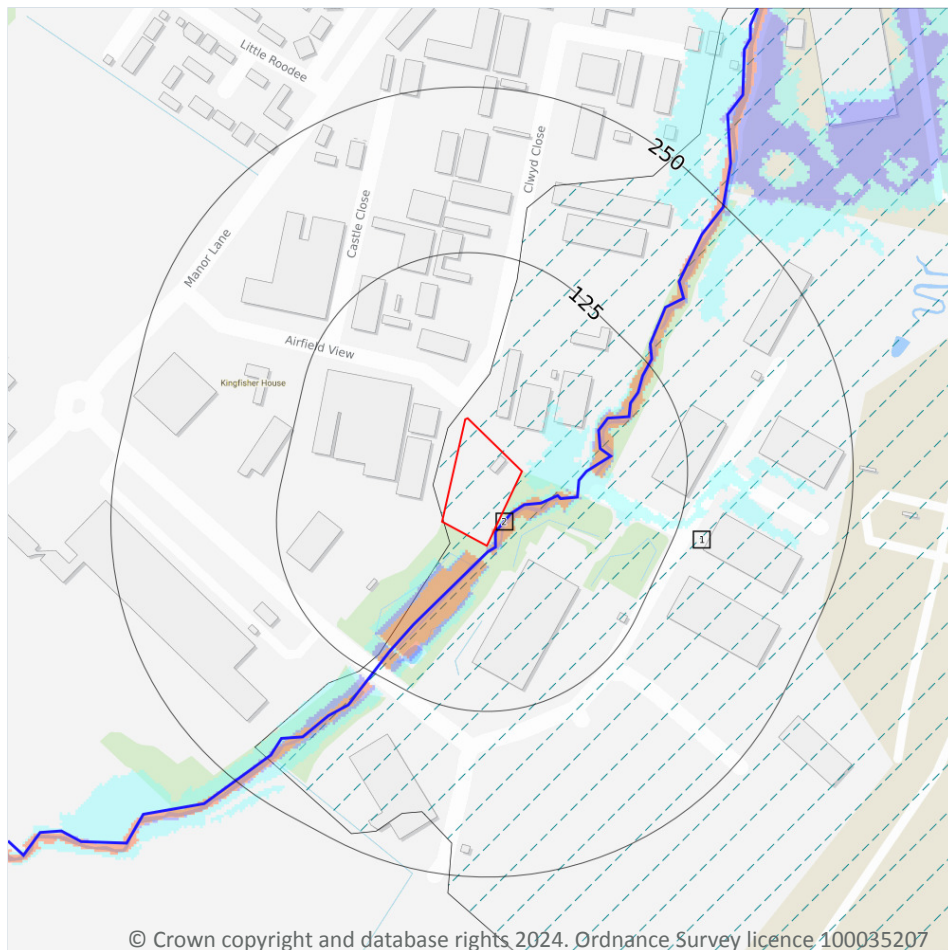 Little Roodee
250
Clwyd Close
Castle Close
Manor Lane
125
Airfield View
Kingfisher House
2
1
© Crown copyright and database rights 2024. Ordnance Survey licence 100035207